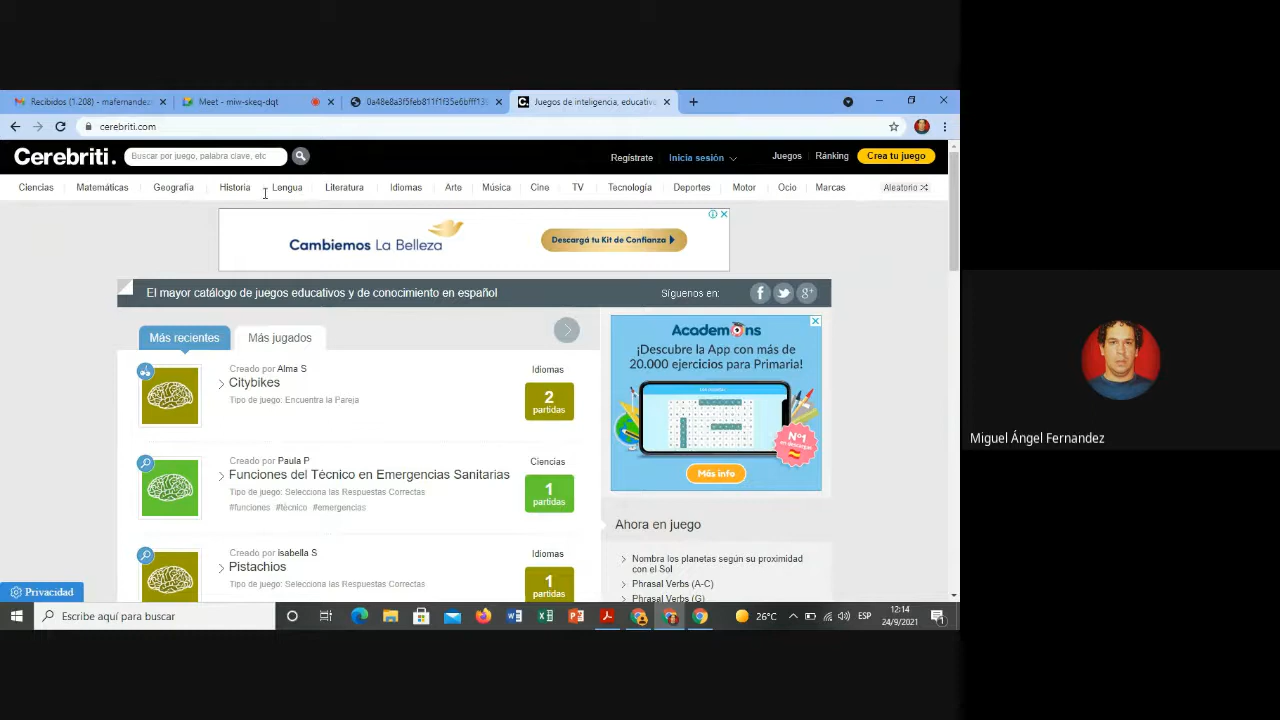 Recibidos (1.208) - mafernandez
Meet - miw-skeq-dqt
Juegos de inteligencia, educativo
cerebriti.com
Cerebriti.
Buscar por juego, palabra clave, etc
Regístrate
Inicia sesión
Juegos
Ránking
Crea tu juego
Ciencias
Matemáticas
Geografía
Historia
Lengua
Literatura
Idiomas
Arte
Música
Cine
TV
Tecnología
Deportes
Motor
Ocio
Marcas
Aleatorio
Cambiemos La Belleza
Descargá tu Kit de Confianza
El mayor catálogo de juegos educativos y de conocimiento en español
Síguenos en:
Más recientes
Más jugados
Creado por Alma S
Citybikes
Tipo de juego: Encuentra la Pareja
Idiomas
2
partidas
Creado por Paula P
Funciones del Técnico en Emergencias Sanitarias
Tipo de juego: Selecciona las Respuestas Correctas
#funciones #técnico #emergencias
Ciencias
1
partidas
Creado por isabella S
Pistachios
Tipo de juego: Selecciona las Respuestas Correctas
Idiomas
1
partidas
Academons
¡Descubre la App con más de
20.000 ejercicios para Primaria!
Nº1
Más info
Ahora en juego
Nombra los planetas según su proximidad
con el Sol
Phrasal Verbs (A-C)
Phrasal Verbs (G)
Privacidad
Escribe aquí para buscar
26°C
ESP
12:14
24/9/2021
Miguel Ángel Fernandez